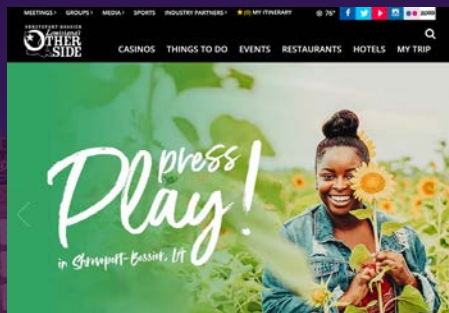 MEETINGS GROUPS MEDIA SPORTS INDUSTRY PARTNERS (0) MY ITINERARY 76°
SHREVEPORT-BOSSIER
Louisiana's
OTHER
SIDE
CASINOS THINGS TO DO EVENTS RESTAURANTS HOTELS MY TRIP
press
Play!
in Shreveport-Bossier, LA